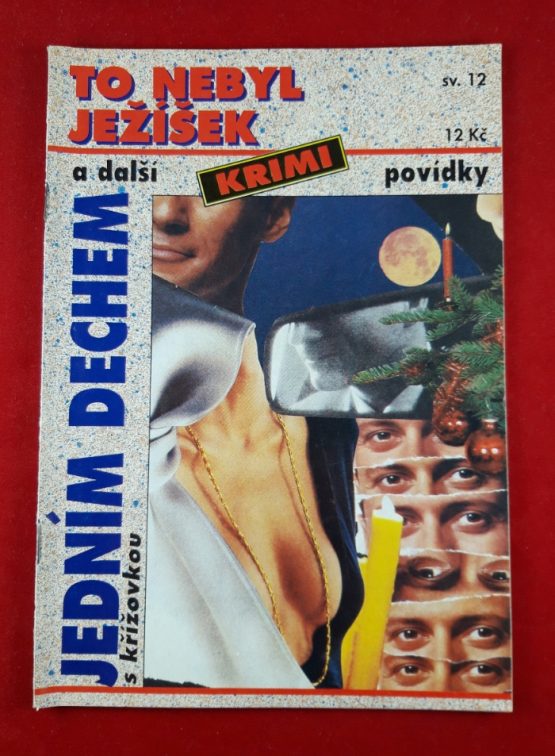 TO NEBYL
JEŽÍŠEK
sv. 12
12 Kč
a další
KRIMI
povídky
JEDNÍM DECHEM
s křížovkou